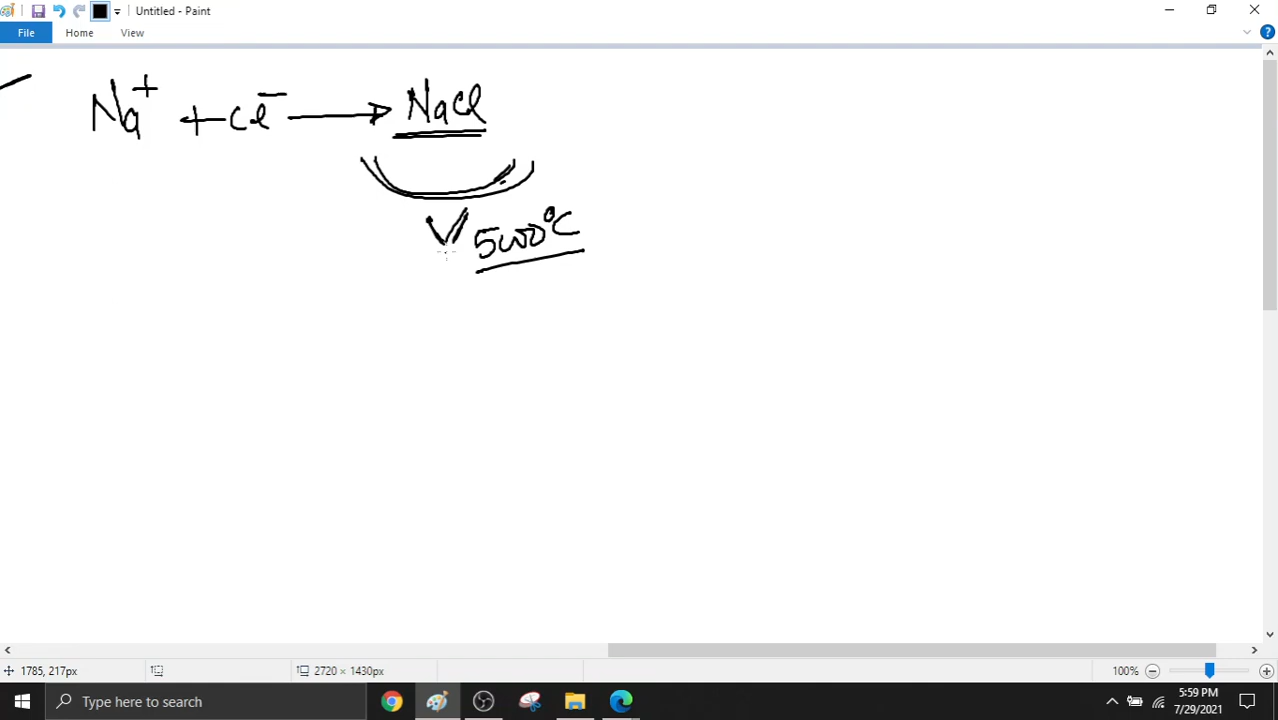 Untitled - Paint
File Home View
Na⁺ + Cl⁻ → NaCl
500°C
1785, 217px 2720 × 1430px 100%
Type here to search 5:59 PM
7/29/2021